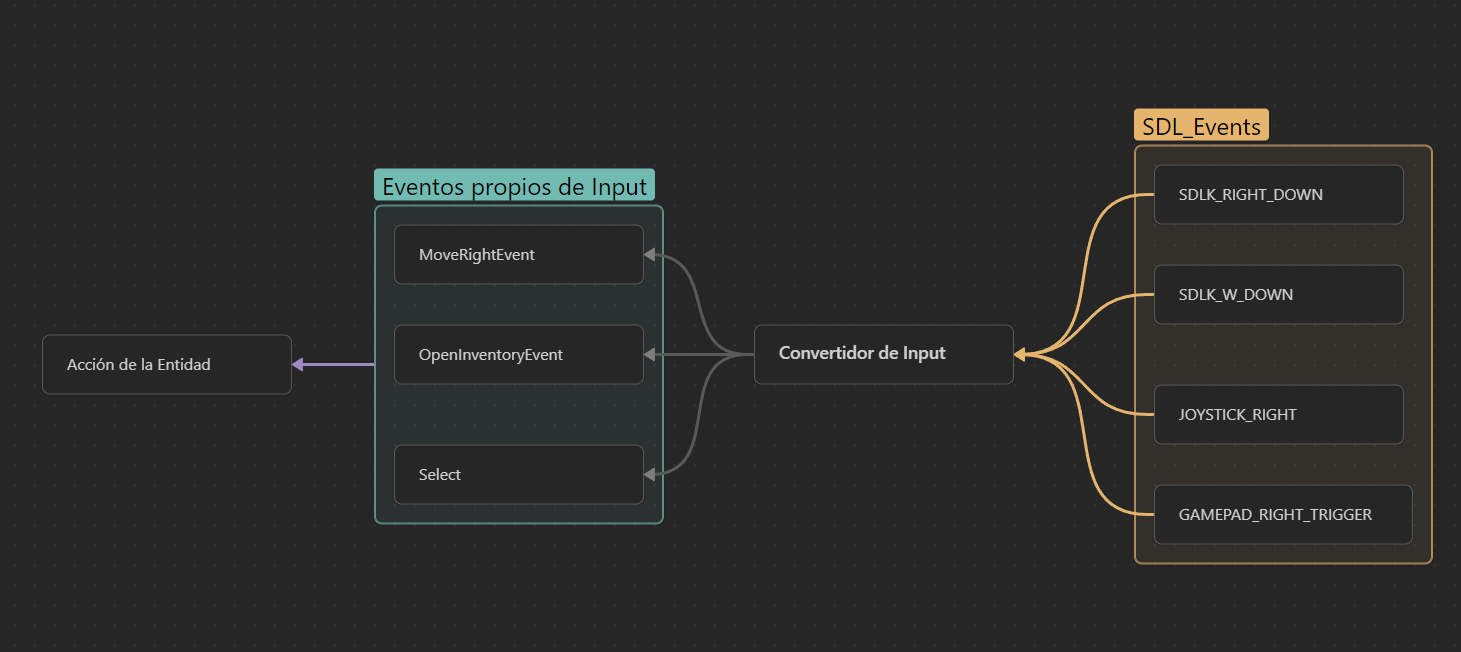 SDL_Events
SDLK_RIGHT_DOWN
SDLK_W_DOWN
JOYSTICK_RIGHT
GAMEPAD_RIGHT_TRIGGER
Convertidor de Input
Eventos propios de Input
MoveRightEvent
OpenInventoryEvent
Select
Acción de la Entidad